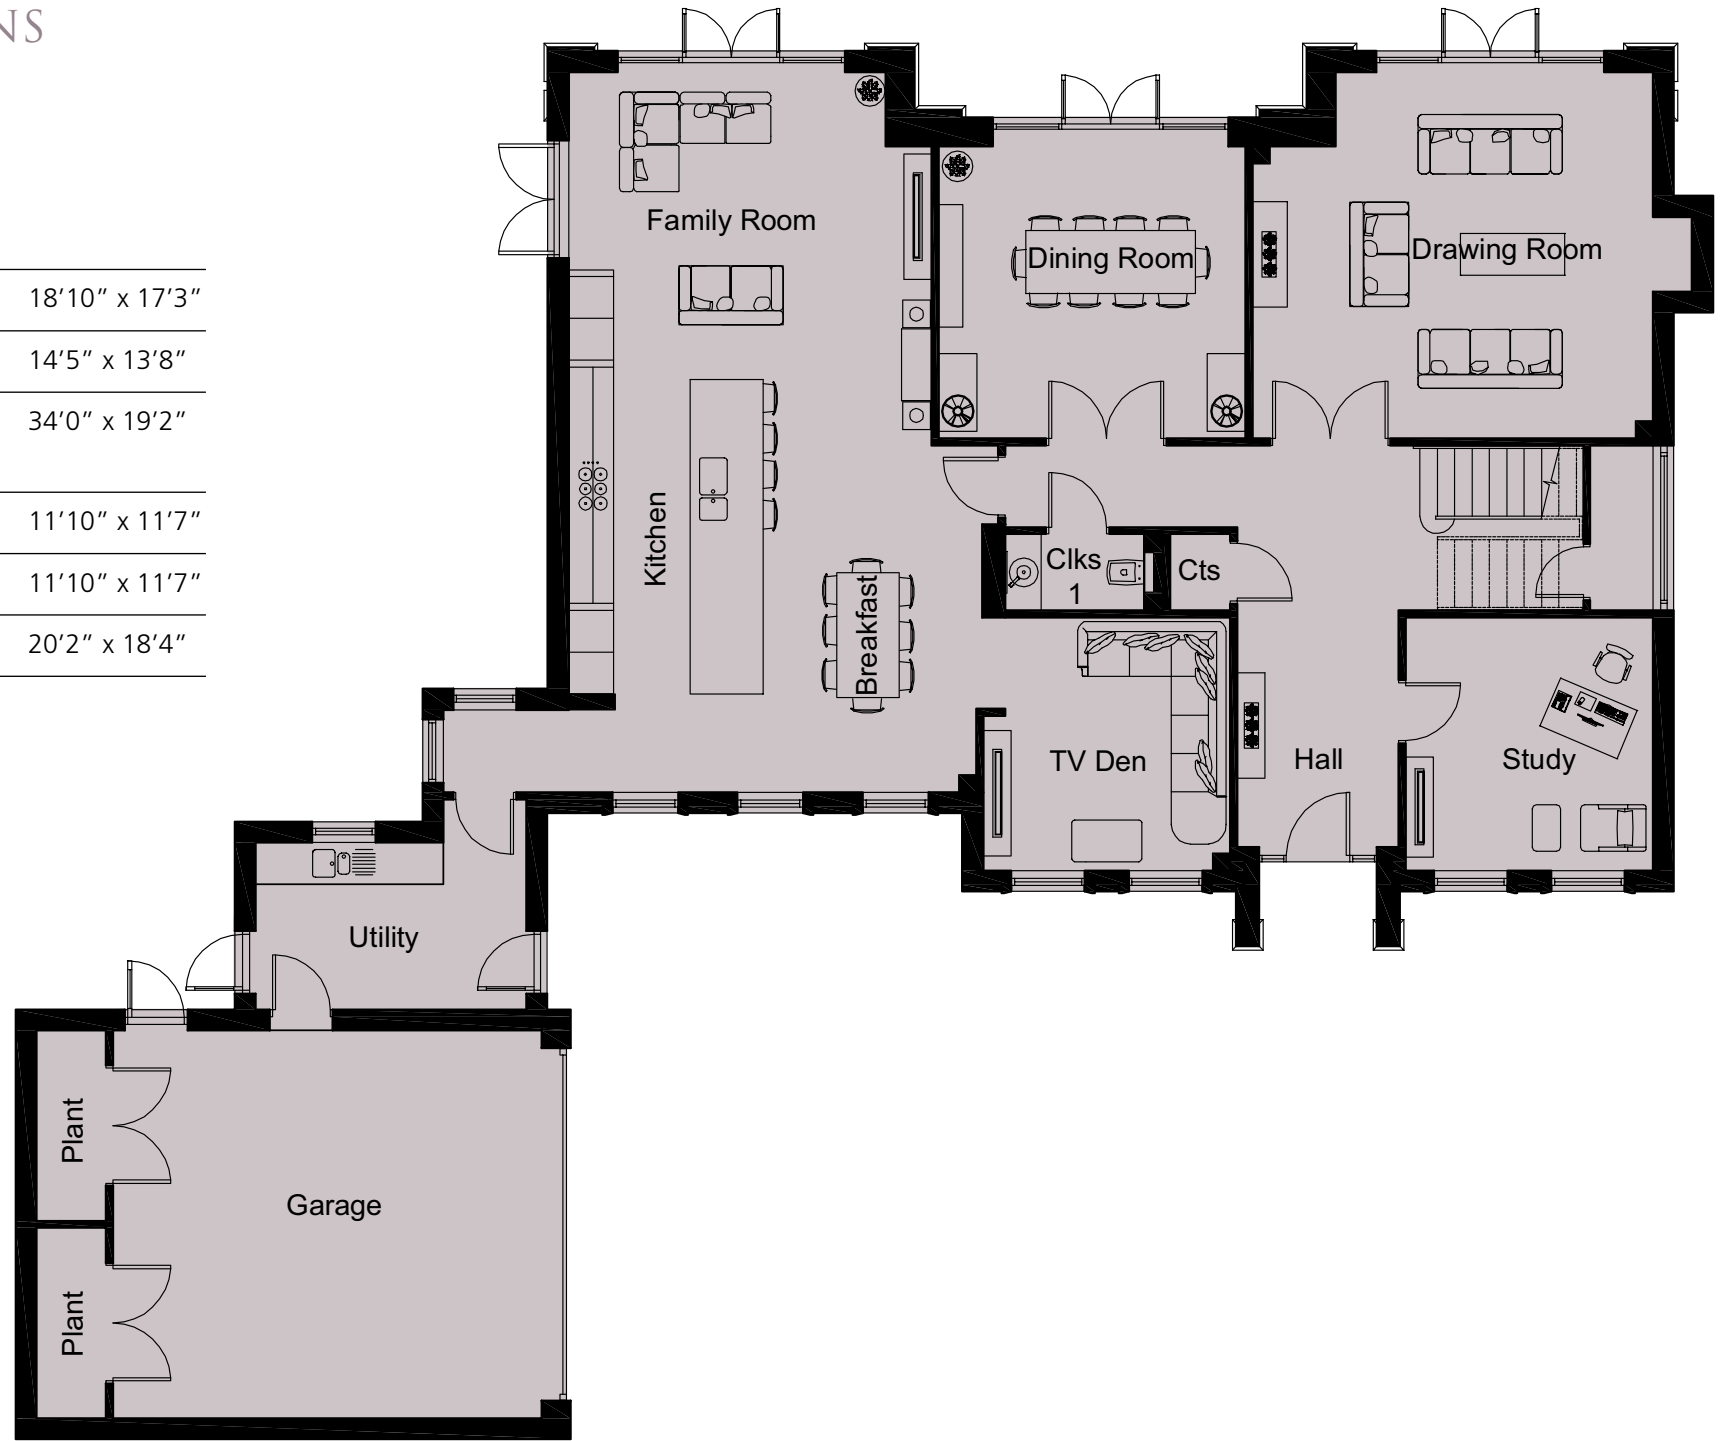 NS
18’10” x 17’3”
14’5” x 13’8”
34’0” x 19’2”
11’10” x 11’7”
11’10” x 11’7”
20’2” x 18’4”
Family Room
Dining Room
Drawing Room
Kitchen
Breakfast
Clks
1
Cts
TV Den
Hall
Study
Utility
Plant
Garage
Plant